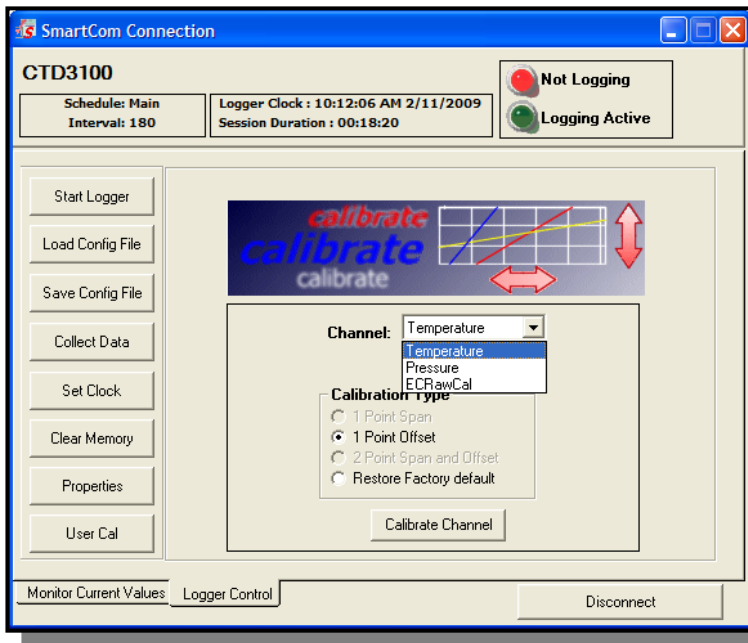 SmartCom Connection
CTD3100
Schedule: Main
Interval: 180
Logger Clock : 10:12:06 AM 2/11/2009
Session Duration : 00:18:20
Not Logging
Logging Active
Start Logger
Load Config File
Save Config File
Collect Data
Set Clock
Clear Memory
Properties
User Cal
calibrate
calibrate
calibrate
Channel:
Temperature
Temperature
Pressure
ECRawCal
Calibration Type
1 Point Span
1 Point Offset
2 Point Span and Offset
Restore Factory default
Calibrate Channel
Monitor Current Values
Logger Control
Disconnect